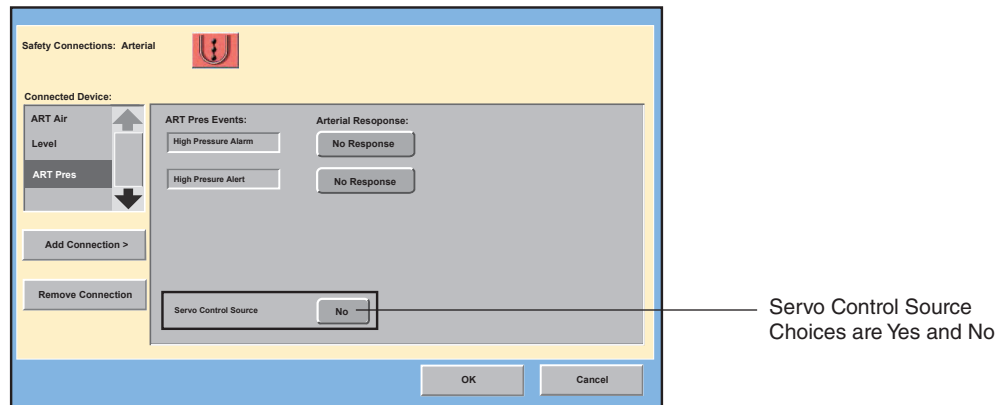 Safety Connections: Arterial
Connected Device:
ART Air
Level
ART Pres
Add Connection >
Remove Connection
ART Pres Events:
Arterial Resoponse:
High Pressure Alarm
No Response
High Presure Alert
No Response
Servo Control Source
No
OK
Cancel
Servo Control Source
Choices are Yes and No